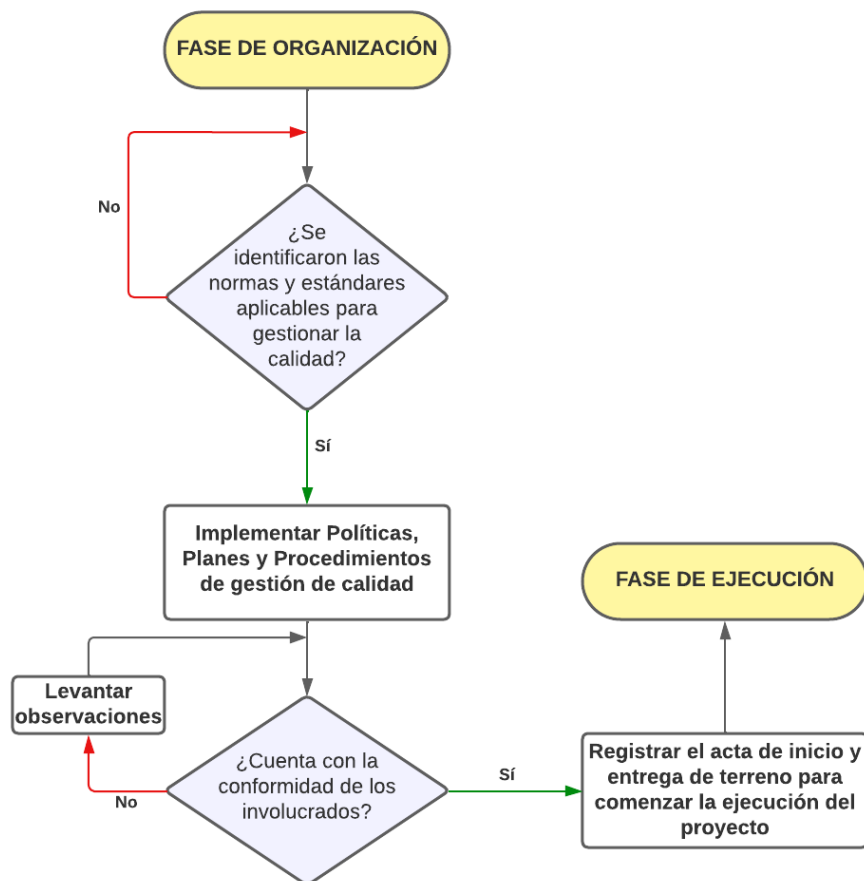 FASE DE ORGANIZACIÓN
No
¿Se
identificaron las
normas y estándares
aplicables para
gestionar la
calidad?
Sí
Implementar Políticas,
Planes y Procedimientos
de gestión de calidad
FASE DE EJECUCIÓN
Levantar
observaciones
¿Cuenta con la
conformidad de los
involucrados?
No
Sí
Registrar el acta de inicio y
entrega de terreno para
comenzar la ejecución del
proyecto